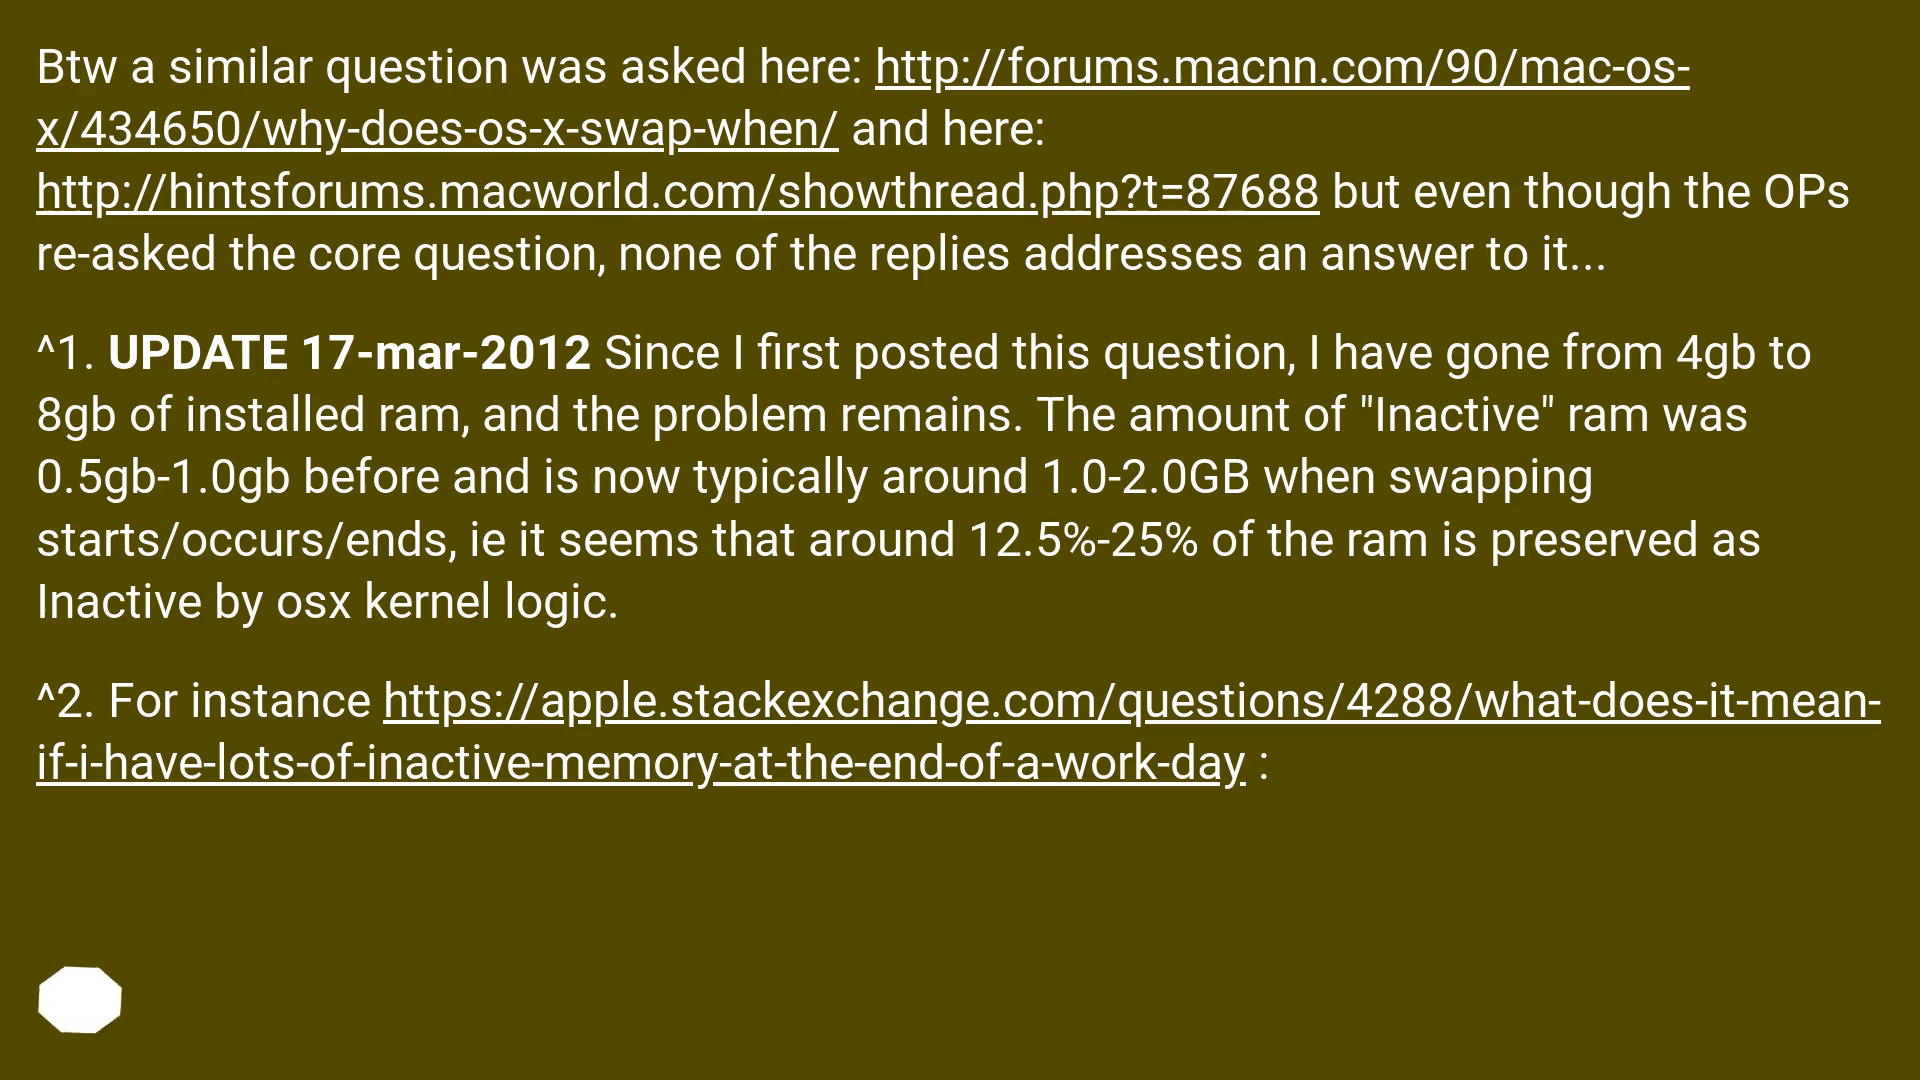 Btw a similar question was asked here: http://forums.macnn.com/90/mac-os-
x/434650/why-does-os-x-swap-when/ and here:
http://hintsforums.macworld.com/showthread.php?t=87688 but even though the OPs
re-asked the core question, none of the replies addresses an answer to it...
^1. UPDATE 17-mar-2012 Since I first posted this question, I have gone from 4gb to
8gb of installed ram, and the problem remains. The amount of "Inactive" ram was
0.5gb-1.0gb before and is now typically around 1.0-2.0GB when swapping
starts/occurs/ends, ie it seems that around 12.5%-25% of the ram is preserved as
Inactive by osx kernel logic.
^2. For instance https://apple.stackexchange.com/questions/4288/what-does-it-mean-
if-i-have-lots-of-inactive-memory-at-the-end-of-a-work-day :